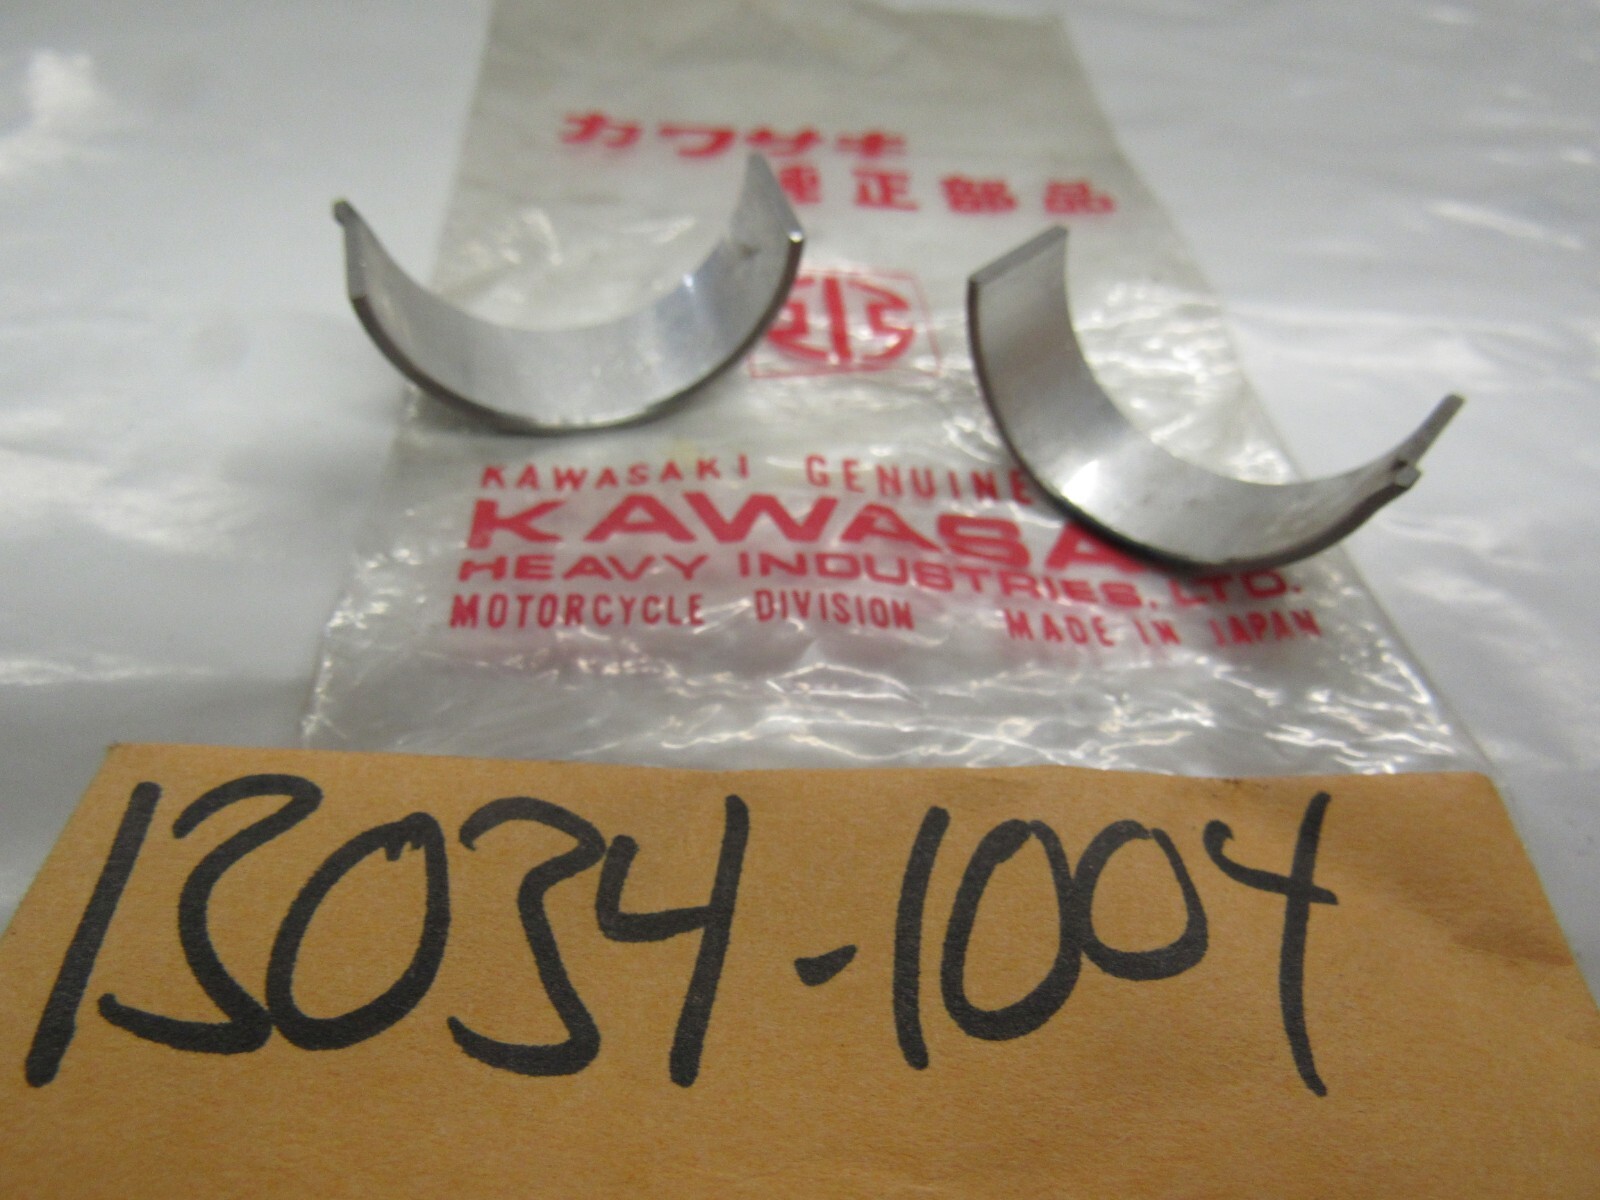 カワサキ
純正部品
KAWASAKI GENUINE
KAWASA
HEAVY INDUSTRIES, LTD.
MOTORCYCLE DIVISION MADE IN JAPAN
13034-1004